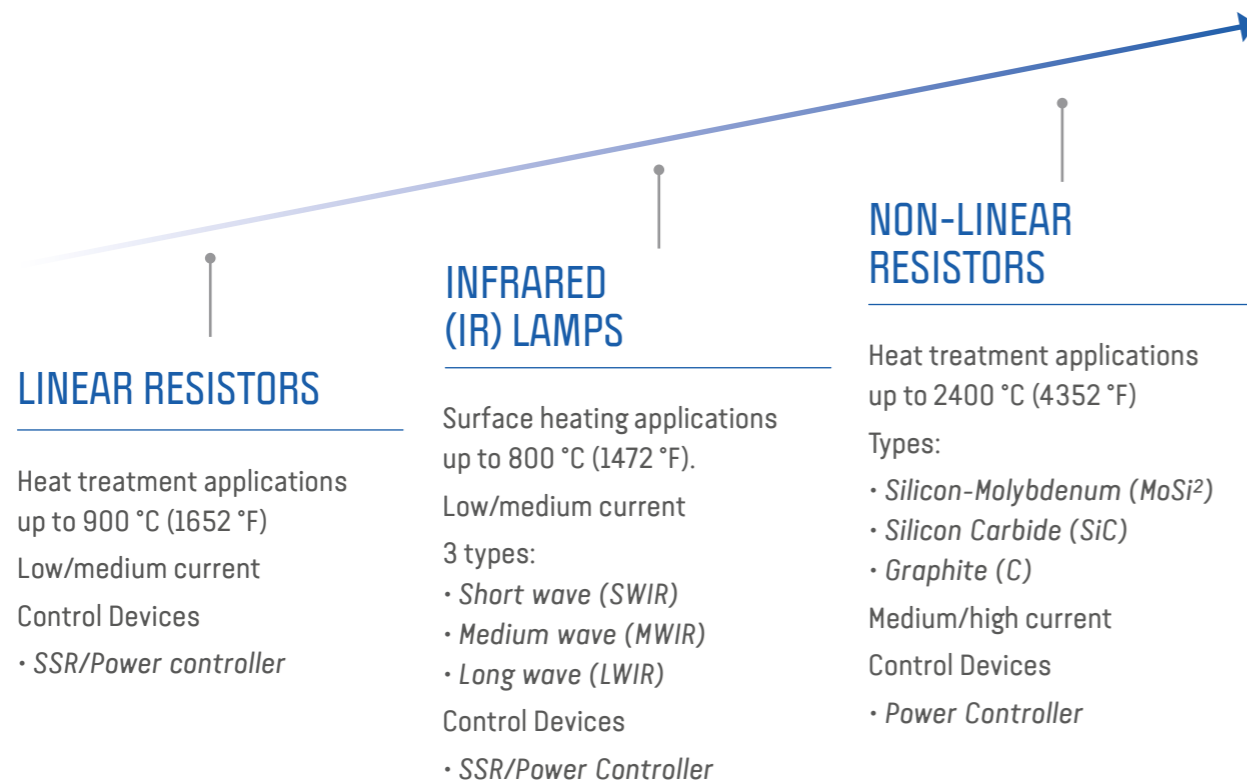 LINEAR RESISTORS
Heat treatment applications
up to 900 °C (1652 °F)
Low/medium current
Control Devices
• SSR/Power controller
INFRARED
(IR) LAMPS
Surface heating applications
up to 800 °C (1472 °F).
Low/medium current
3 types:
• Short wave (SWIR)
• Medium wave (MWIR)
• Long wave (LWIR)
Control Devices
• SSR/Power Controller
NON-LINEAR
RESISTORS
Heat treatment applications
up to 2400 °C (4352 °F)
Types:
• Silicon-Molybdenum (MoSi²)
• Silicon Carbide (SiC)
• Graphite (C)
Medium/high current
Control Devices
• Power Controller